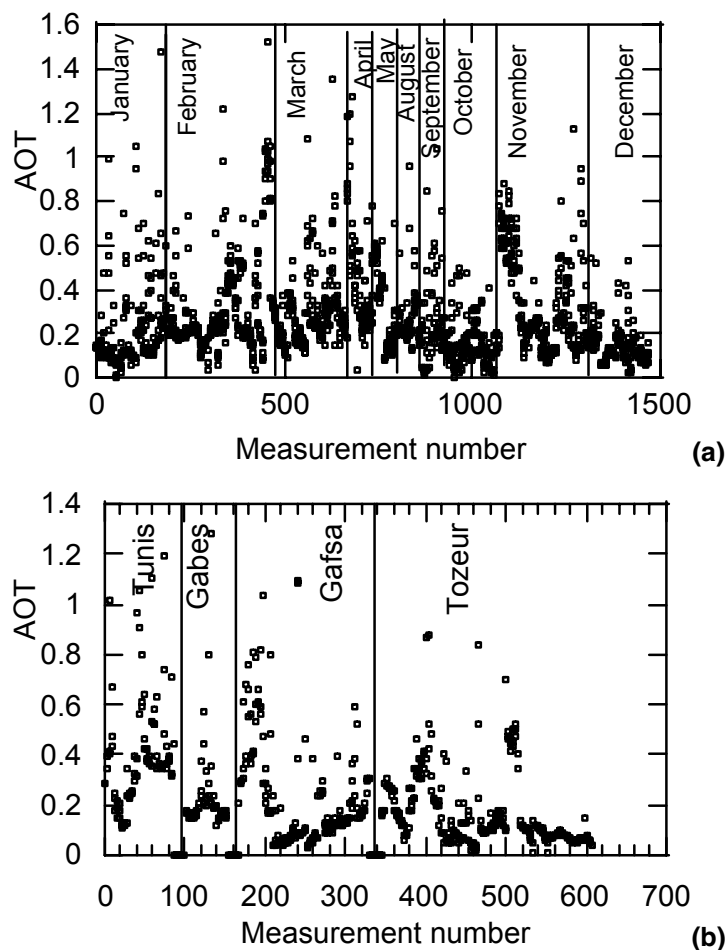 1.6
1.4
1.2
1
0.8
0.6
0.4
0.2
0
AOT
January
February
March
April
May
August
September
October
November
December
0
500
1000
1500
Measurement number
(a)
1.4
1.2
1
0.8
0.6
0.4
0.2
0
AOT
Tunis
Gabes
Gafsa
Tozeur
0
100
200
300
400
500
600
700
Measurement number
(b)